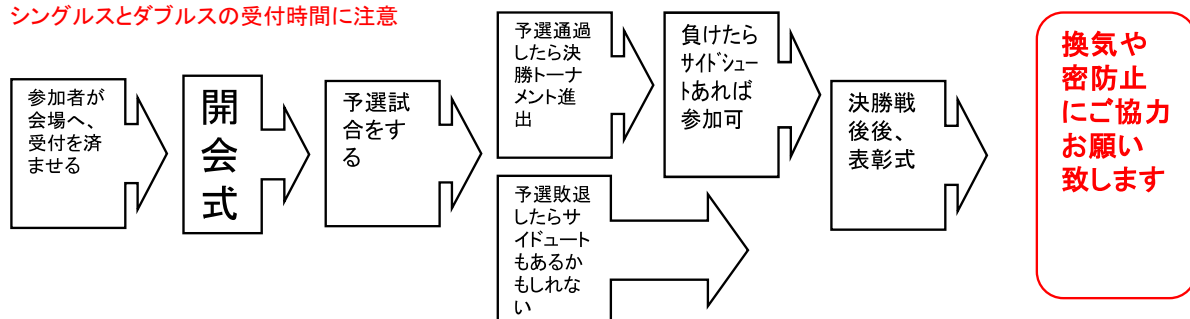 シングルスとダブルスの受付時間に注意
参加者が
会場へ、
受付を済
ませる
開
会
式
予選試
合をす
る
予選通過
したら決
勝トーナ
メント進
出
負けたら
サイドシュー
トあれば
参加可
予選敗退
したらサ
イドュート
もあるか
もしれな
い
決勝戦
後後、
表彰式
換気や
密防止
にご協力
お願い
致します